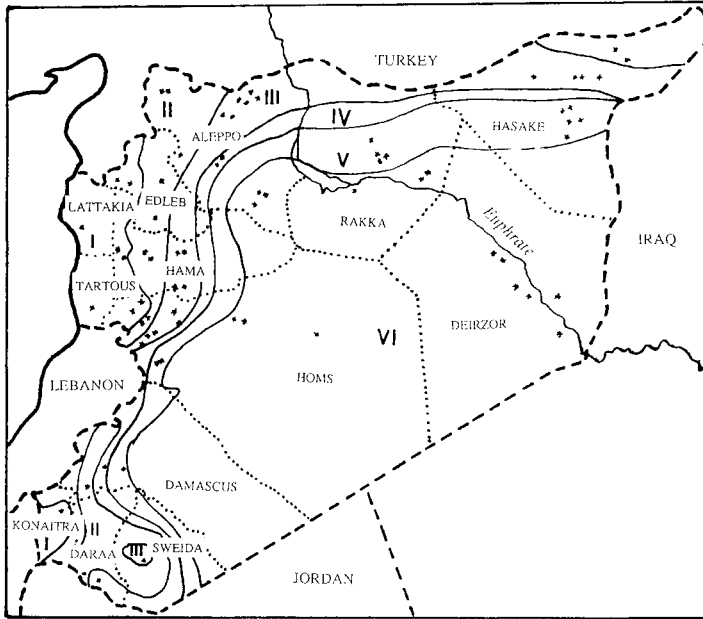 TURKEY
III
II
IV
ALEPPO
HASAKE
V
EDLEB
LATTAKIA
RAKKA
Euphrate
I
IRAQ
HAMA
TARTOUS
DEIRZOR
VI
HOMS
LEBANON
DAMASCUS
KONAITRA
II
I
DARAA
III
SWEIDA
JORDAN